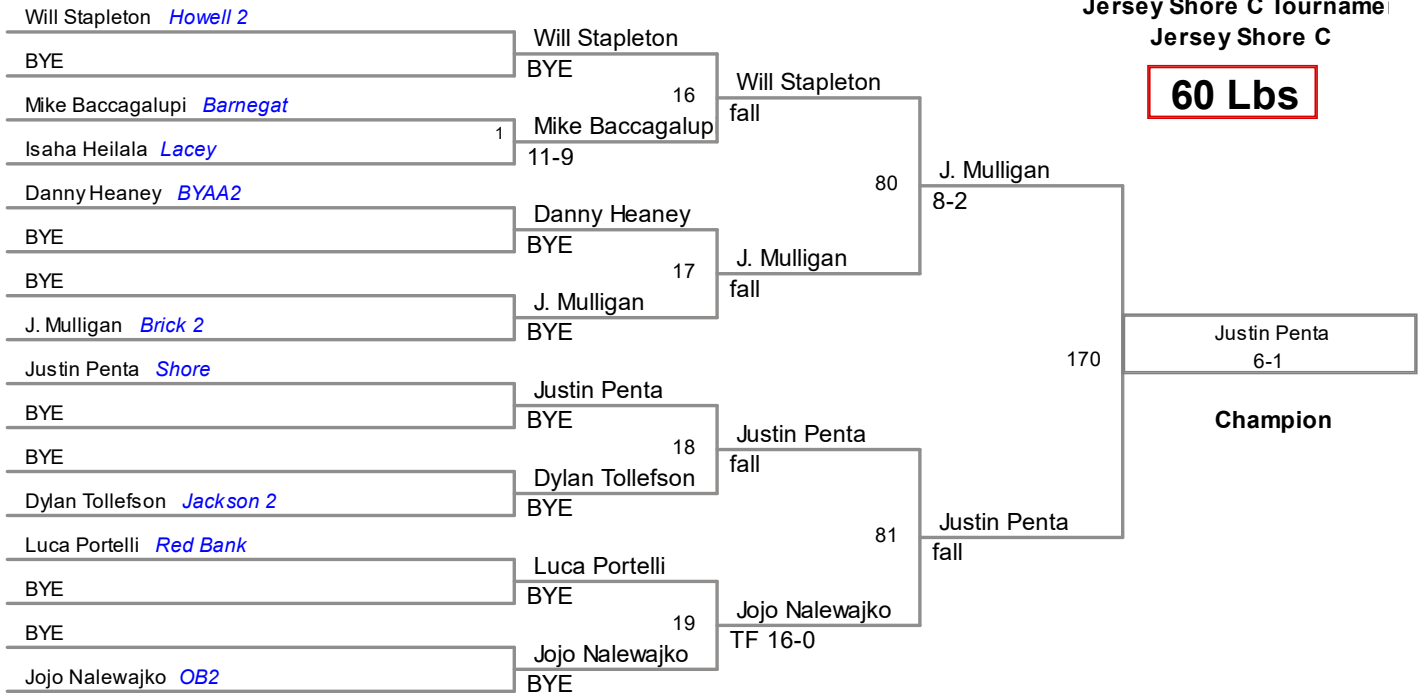 Jersey Shore C Tourname
Jersey Shore C
60 Lbs
Will Stapleton Howell 2
BYE
Mike Baccagalupi Barnegat
Isaha Heilala Lacey
Danny Heaney BYAA2
BYE
BYE
J. Mulligan Brick 2
Justin Penta Shore
BYE
BYE
Dylan Tollefson Jackson 2
Luca Portelli Red Bank
BYE
BYE
Jojo Nalewajko OB2
1
Will Stapleton
BYE
Mike Baccagalup
11-9
Danny Heaney
BYE
J. Mulligan
BYE
Justin Penta
BYE
Dylan Tollefson
BYE
Luca Portelli
BYE
Jojo Nalewajko
BYE
16
17
18
19
Will Stapleton
fall
J. Mulligan
fall
Justin Penta
fall
Jojo Nalewajko
TF 16-0
80
81
J. Mulligan
8-2
Justin Penta
fall
170
Justin Penta
6-1
Champion